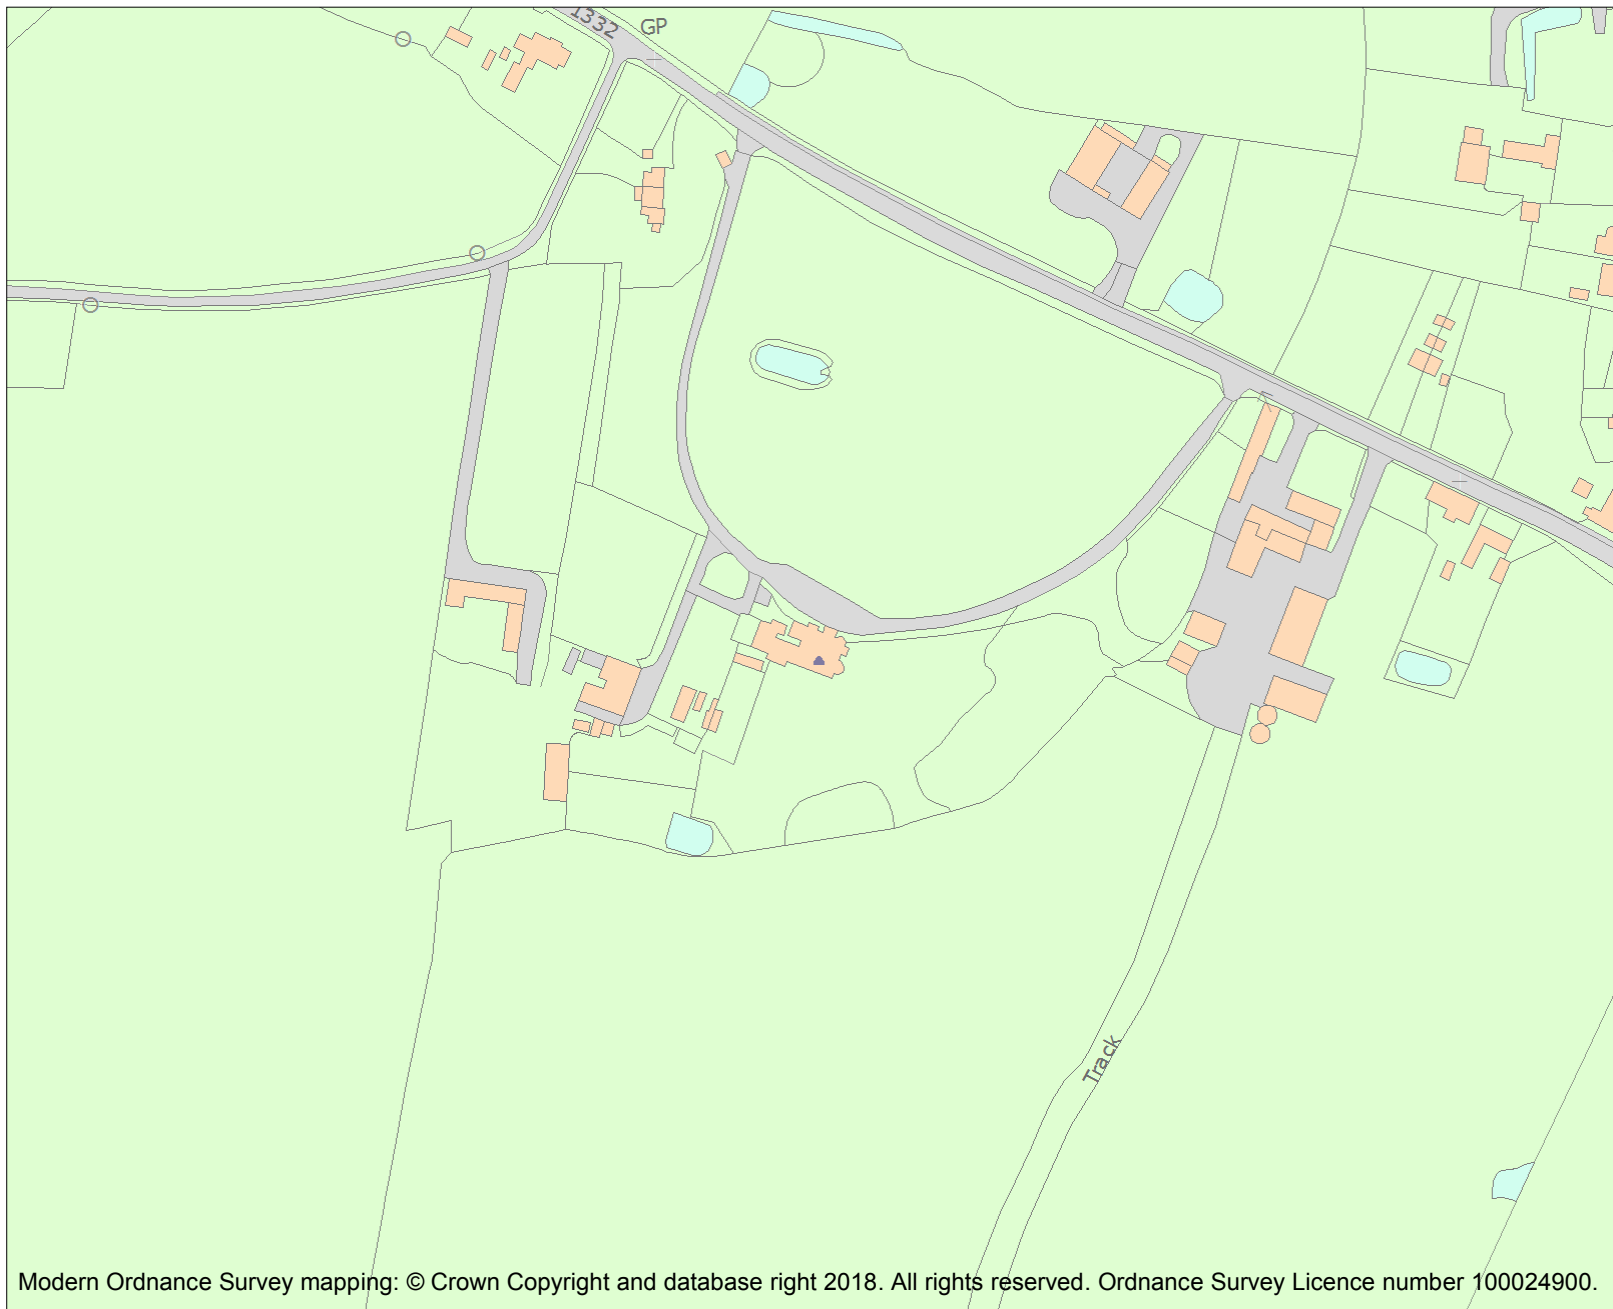 1332
GP
Track
Modern Ordnance Survey mapping: © Crown Copyright and database right 2018. All rights reserved. Ordnance Survey Licence number 100024900.